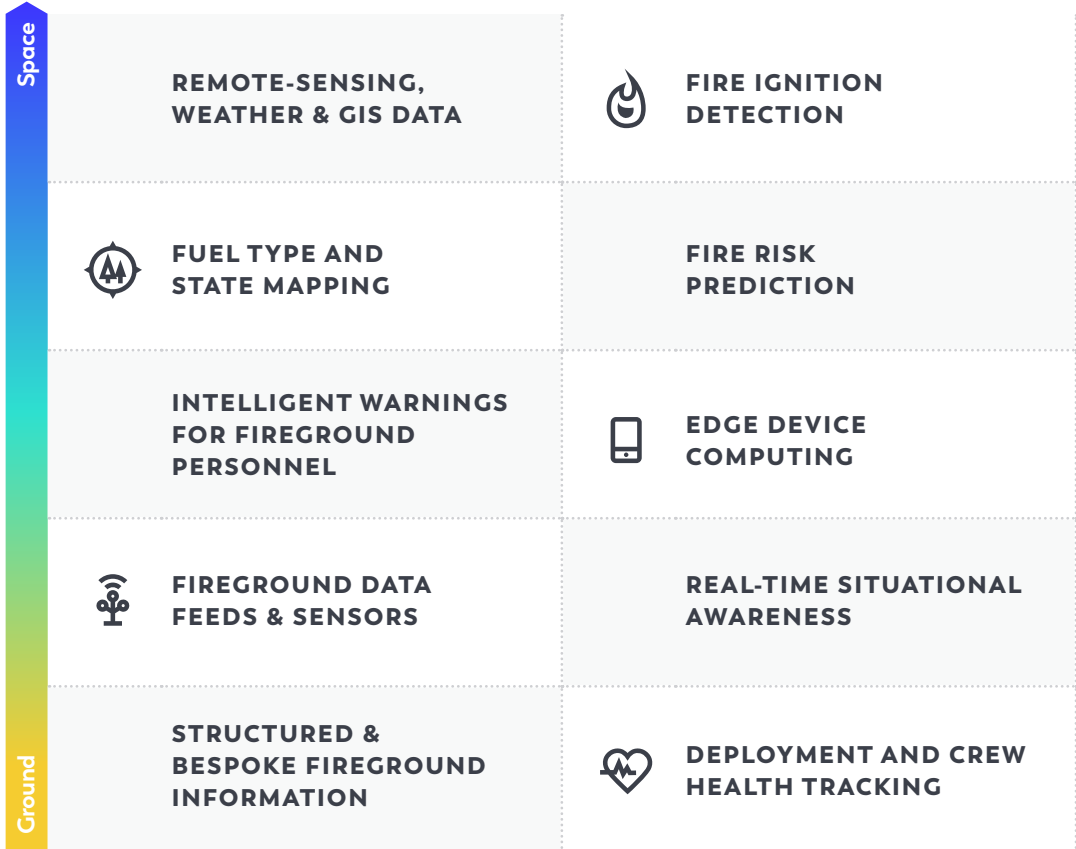 Space
REMOTE-SENSING,
WEATHER & GIS DATA
FIRE IGNITION
DETECTION
FUEL TYPE AND
STATE MAPPING
FIRE RISK
PREDICTION
INTELLIGENT WARNINGS
FOR FIREGROUND
PERSONNEL
EDGE DEVICE
COMPUTING
FIREGROUND DATA
FEEDS & SENSORS
REAL-TIME SITUATIONAL
AWARENESS
STRUCTURED &
BESPOKE FIREGROUND
INFORMATION
DEPLOYMENT AND CREW
HEALTH TRACKING
Ground